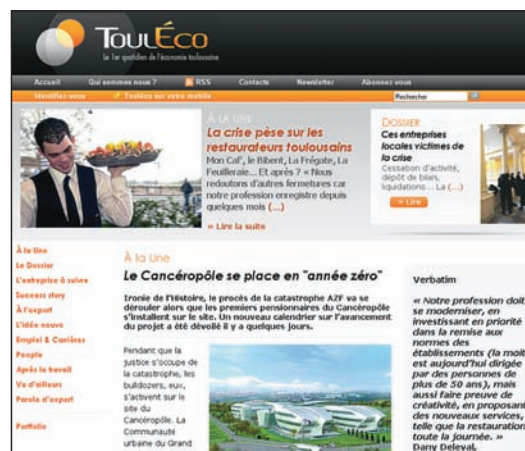 TOULÉCO
le 1er quotidien de l'économie toulousaine
Accueil Qui sommes nous ? RSS Contacts Newsletter Abonnez vous
Identifiez vous Touléco sur votre mobile Rechercher
À LA UNE
La crise pèse sur les
restaurateurs toulousains
Mon Caf', le Bibent, La Frégate, La
Feuilleraie... Et après ? « Nous
redoutons d'autres fermetures car
notre profession enregistre depuis
quelques mois (...)
» Lire la suite
DOSSIER
Ces entreprises
locales victimes de
la crise
Cessation d'activité,
dépôt de bilan,
liquidations... La (...)
» Lire
À la Une
Le Dossier
L'entreprise à suivre
Success story
À l'export
L'idée neuve
Emploi & Carrières
People
Après le travail
Vu d'ailleurs
Parole d'expert
Portfolio
À la Une
Le Cancéropôle se place en "année zéro"
Ironie de l'Histoire, le procès de la catastrophe AZF va se
dérouler alors que les premiers pensionnaires du Cancéropôle
s'installent sur le site. Un nouveau calendrier sur l'avancement
du projet a été dévoilé il y a quelques jours.
Pendant que la
justice s'occupe de
la catastrophe, les
bulldozers, eux,
s'activent sur le
site du
Cancéropôle. La
Communauté
urbaine du Grand
Verbatim
« Notre profession doit
se moderniser, en
investissant en priorité
dans la remise aux
normes des
établissements (la moit
est aujourd'hui dirigée
par des personnes de
plus de 50 ans), mais
aussi faire preuve de
créativité, en proposant
des nouveaux services,
telle que la restauration
toute la journée. »
Dany Deleval,